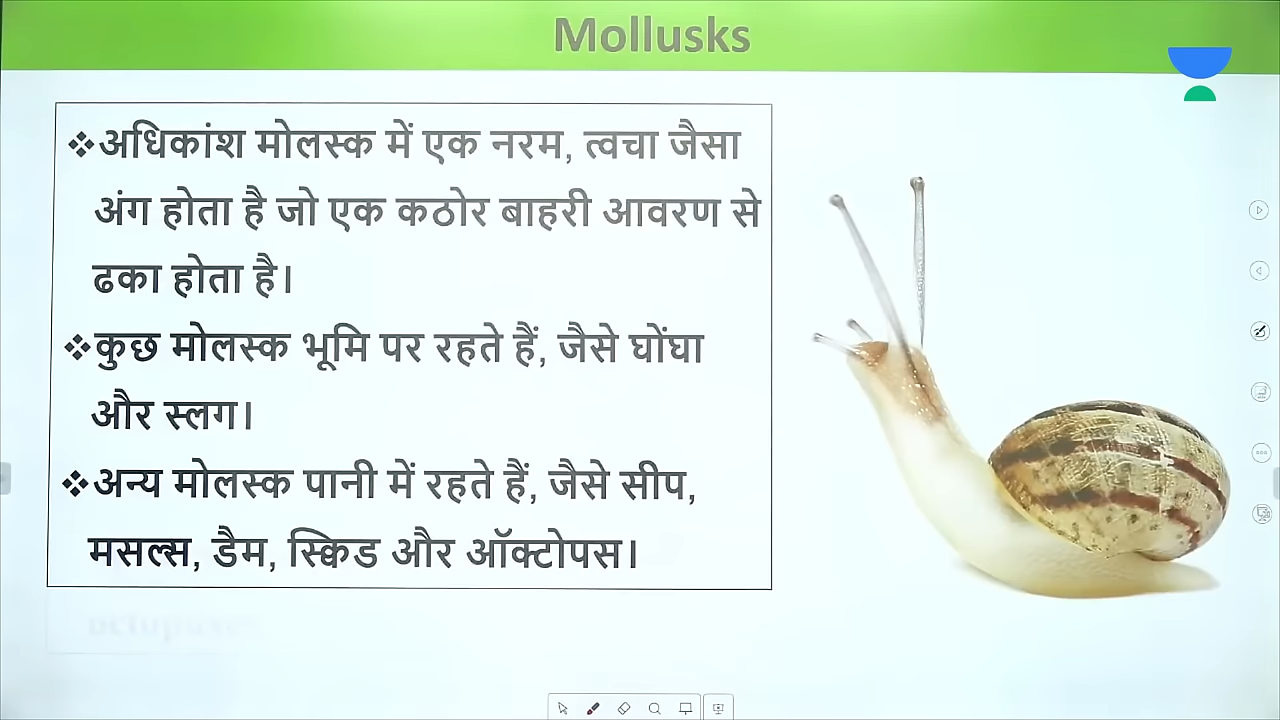 Mollusks
❖अधिकांश मोलस्क में एक नरम, त्वचा जैसा
अंग होता है जो एक कठोर बाहरी आवरण से
ढका होता है।
❖कुछ मोलस्क भूमि पर रहते हैं, जैसे घोंघा
और स्लग।
❖अन्य मोलस्क पानी में रहते हैं, जैसे सीप,
मसल्स, डैम, स्क्विड और ऑक्टोपस।
octopuses